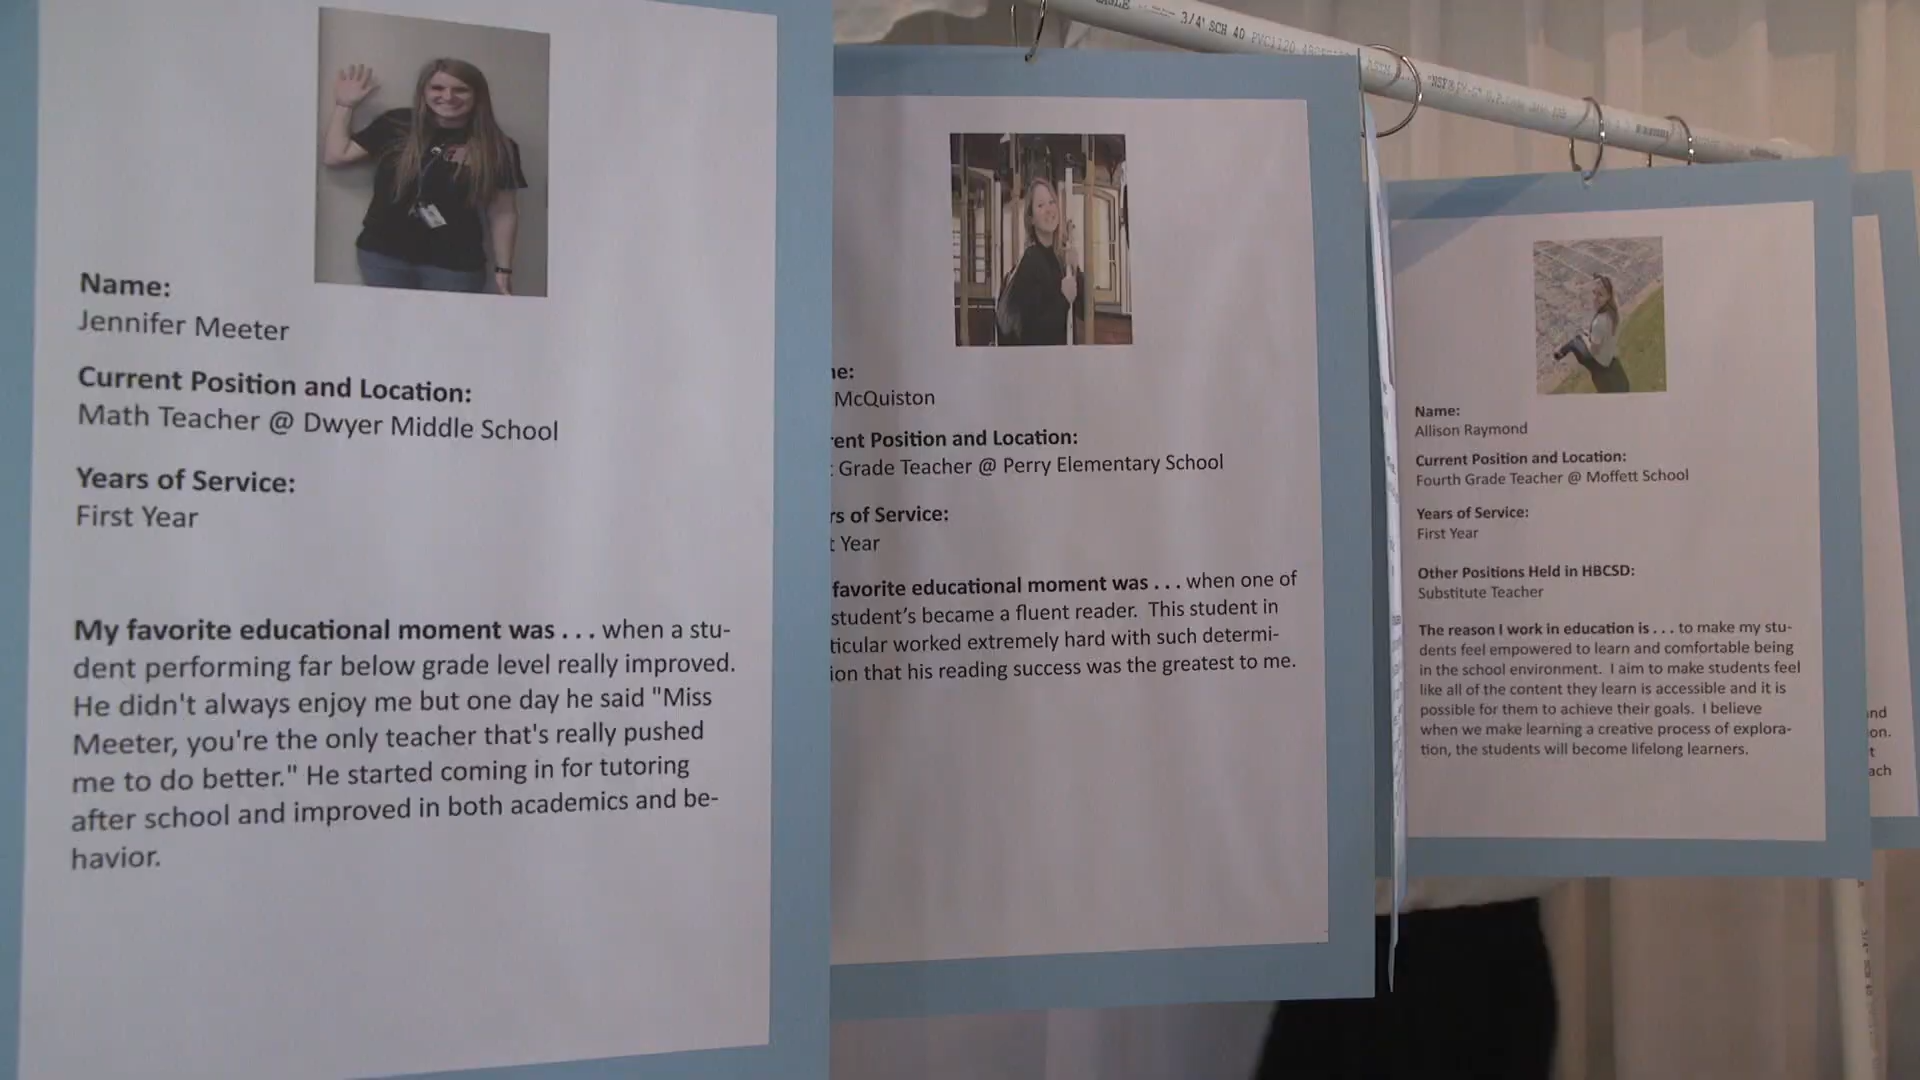 3/4" SCH 40 PVC1120
Name:
Jennifer Meeter
Current Position and Location:
Math Teacher @ Dwyer Middle School
Years of Service:
First Year
My favorite educational moment was . . . when a stu-
dent performing far below grade level really improved.
He didn't always enjoy me but one day he said "Miss
Meeter, you're the only teacher that's really pushed
me to do better." He started coming in for tutoring
after school and improved in both academics and be-
havior.
McQuiston
Position and Location:
Grade Teacher @ Perry Elementary School
of Service:
Year
favorite educational moment was . . . when one of
student's became a fluent reader. This student in
worked extremely hard with such determi-
that his reading success was the greatest to me.
Name:
Allison Raymond
Current Position and Location:
Fourth Grade Teacher @ Moffett School
Years of Service:
First Year
Other Positions Held in HBCSD:
Substitute Teacher
The reason I work in education is . . . to make my stu-
dents feel empowered to learn and comfortable being
in the school environment. I aim to make students feel
like all of the content they learn is accessible and it is
possible for them to achieve their goals. I believe
when we make learning a creative process of explora-
tion, the students will become lifelong learners.